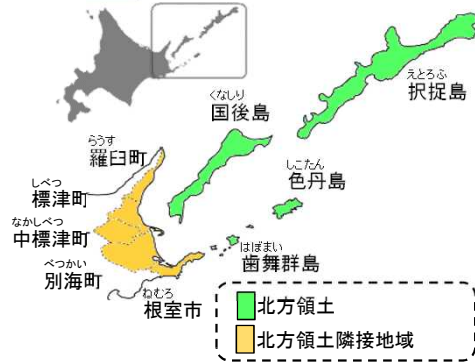 えとろふ
択捉島
くなしり
国後島
らうす
羅臼町
しこたん
色丹島
しべつ
標津町
なかしべつ
中標津町
はぼまい
歯舞群島
べつかい
別海町
ねむろ
根室市
北方領土
北方領土隣接地域